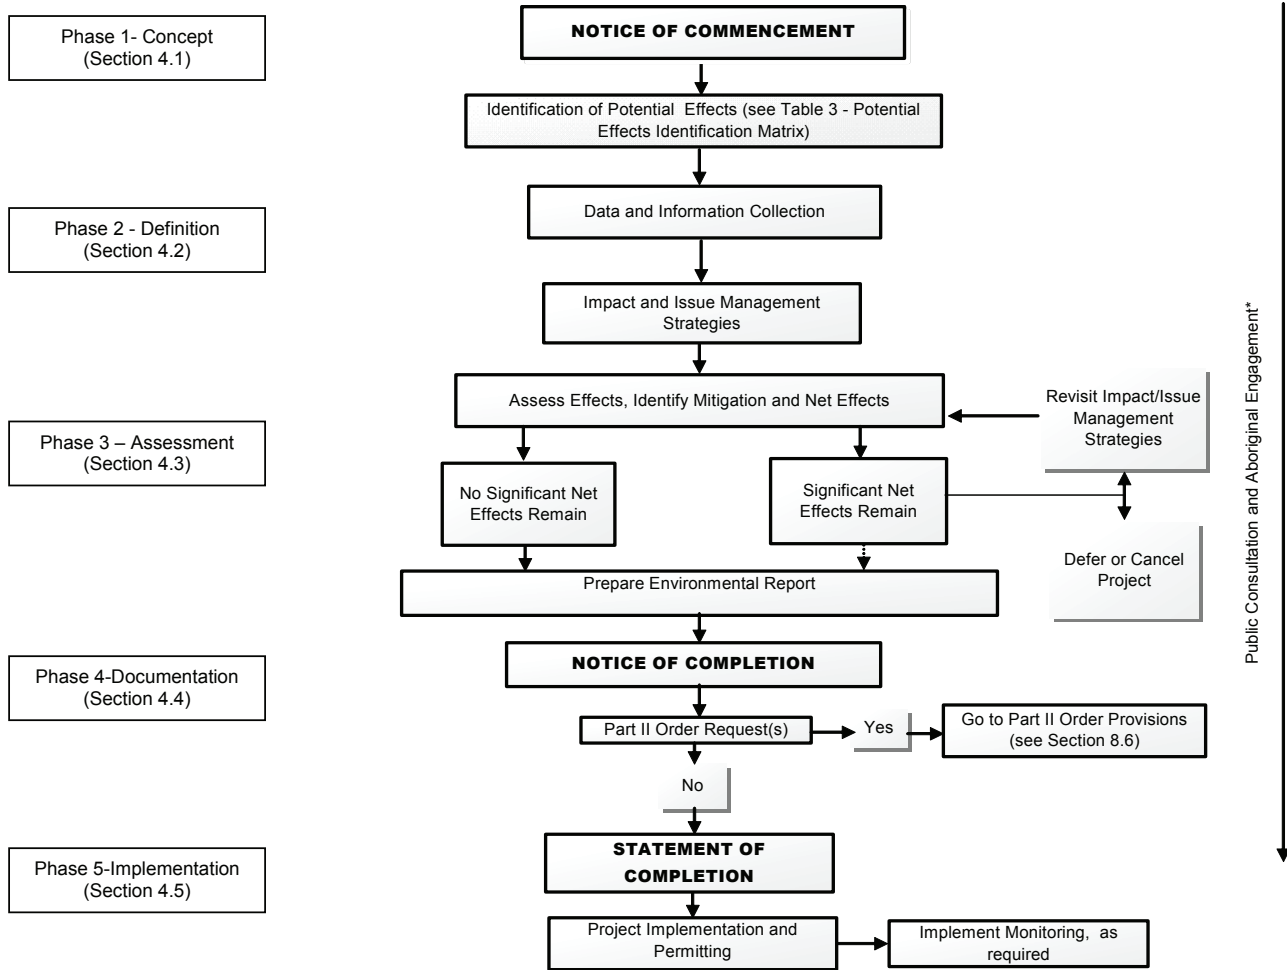 Phase 1- Concept
(Section 4.1)
NOTICE OF COMMENCEMENT
Identification of Potential Effects (see Table 3 - Potential
Effects Identification Matrix)
Phase 2 - Definition
(Section 4.2)
Data and Information Collection
Impact and Issue Management
Strategies
Phase 3 – Assessment
(Section 4.3)
Assess Effects, Identify Mitigation and Net Effects
Revisit Impact/Issue
Management
Strategies
No Significant Net
Effects Remain
Significant Net
Effects Remain
Defer or Cancel
Project
Prepare Environmental Report
Phase 4-Documentation
(Section 4.4)
NOTICE OF COMPLETION
Part II Order Request(s)
Yes
Go to Part II Order Provisions
(see Section 8.6)
No
Phase 5-Implementation
(Section 4.5)
STATEMENT OF
COMPLETION
Project Implementation and
Permitting
Implement Monitoring, as
required
Public Consultation and Aboriginal Engagement*